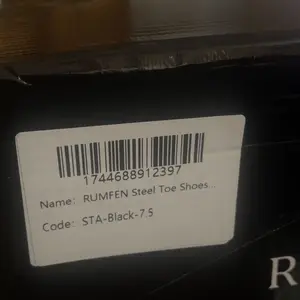 1744688912397
Name: RUMFEN Steel Toe Shoes...
Code: STA-Black-7.5
R